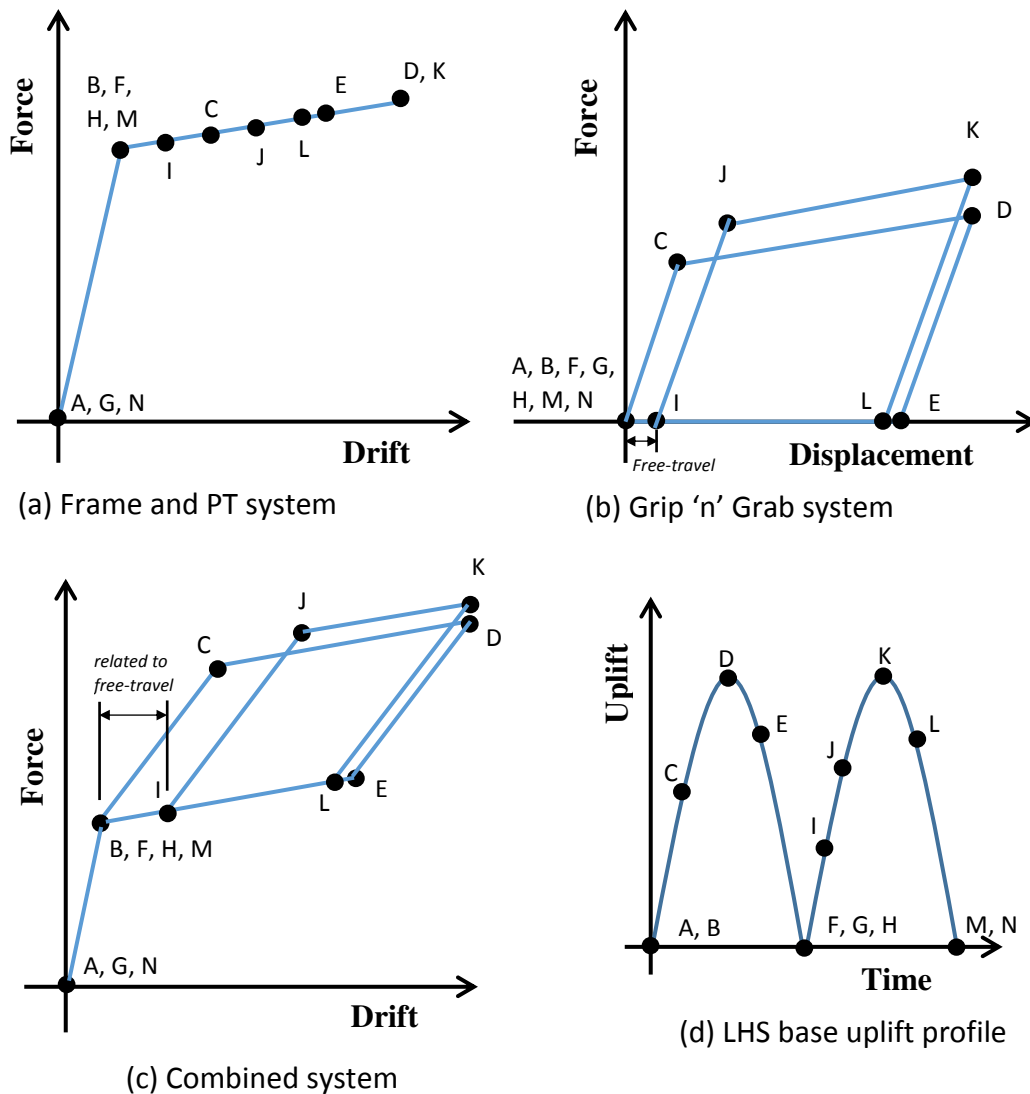 Force
B, F,
H, M
I
C
J
L
E
D, K
A, G, N
Drift
(a) Frame and PT system
Force
K
J
D
C
A, B, F, G,
H, M, N
I
L
E
Free-travel
Displacement
(b) Grip ‘n’ Grab system
Force
K
J
D
C
related to
free-travel
I
L
E
B, F, H, M
A, G, N
Drift
(c) Combined system
Uplift
D
K
E
L
C
J
I
A, B
F, G, H
M, N
Time
(d) LHS base uplift profile